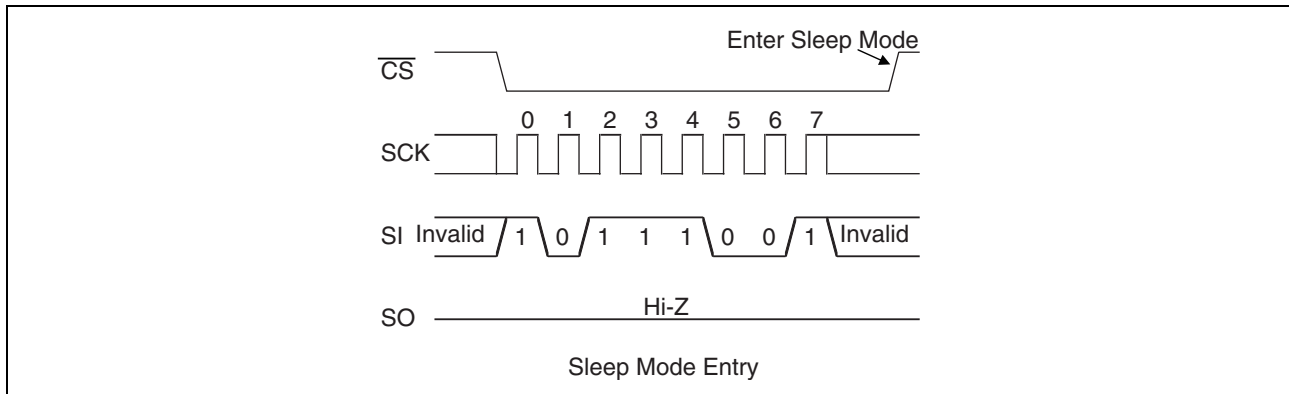 Enter Sleep Mode
CS
0 1 2 3 4 5 6 7
SCK
SI Invalid 1 0 1 1 1 0 0 1 Invalid
Hi-Z
SO
Sleep Mode Entry